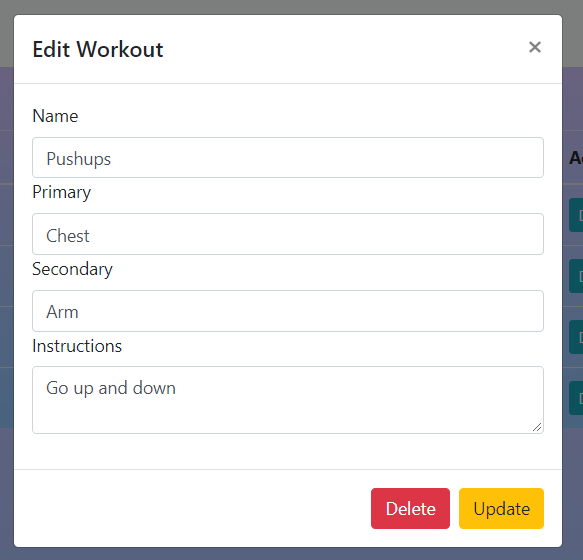 Edit Workout ×
Name
Pushups
Primary
Chest
Secondary
Arm
Instructions
Go up and down
Delete Update